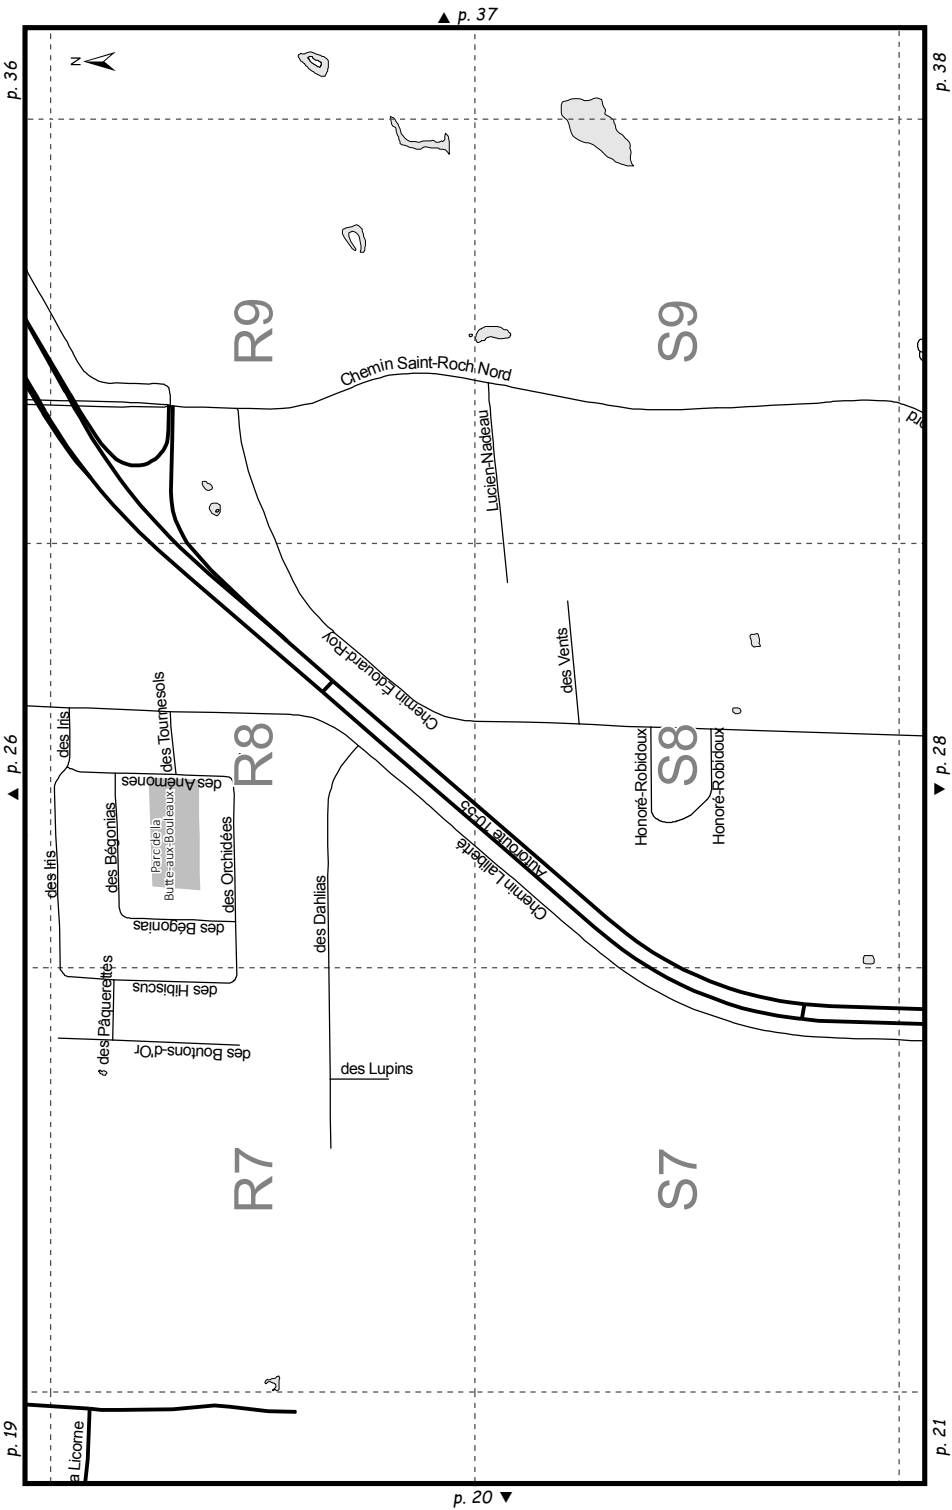 p. 37
p. 36
p. 38
N
R9
S9
Chemin Saint-Roch Nord
Lucien-Nadeau
Chemin Édouard-Roy
des Vents
des Tournesols
des Iris
R8
S8
Honoré-Robidoux
Honoré-Robidoux
p. 26
p. 28
des Anémones
Parc de la
Butte-aux-Bouleaux
des Bégonias
des Orchidées
des Iris
des Bégonias
Autoroute 10-55
Chemin Laliberté
des Dahlias
des Hibiscus
des Pâquerettes
des Boutons-d'Or
des Lupins
R7
S7
a Licorne
p. 19
p. 21
p. 20